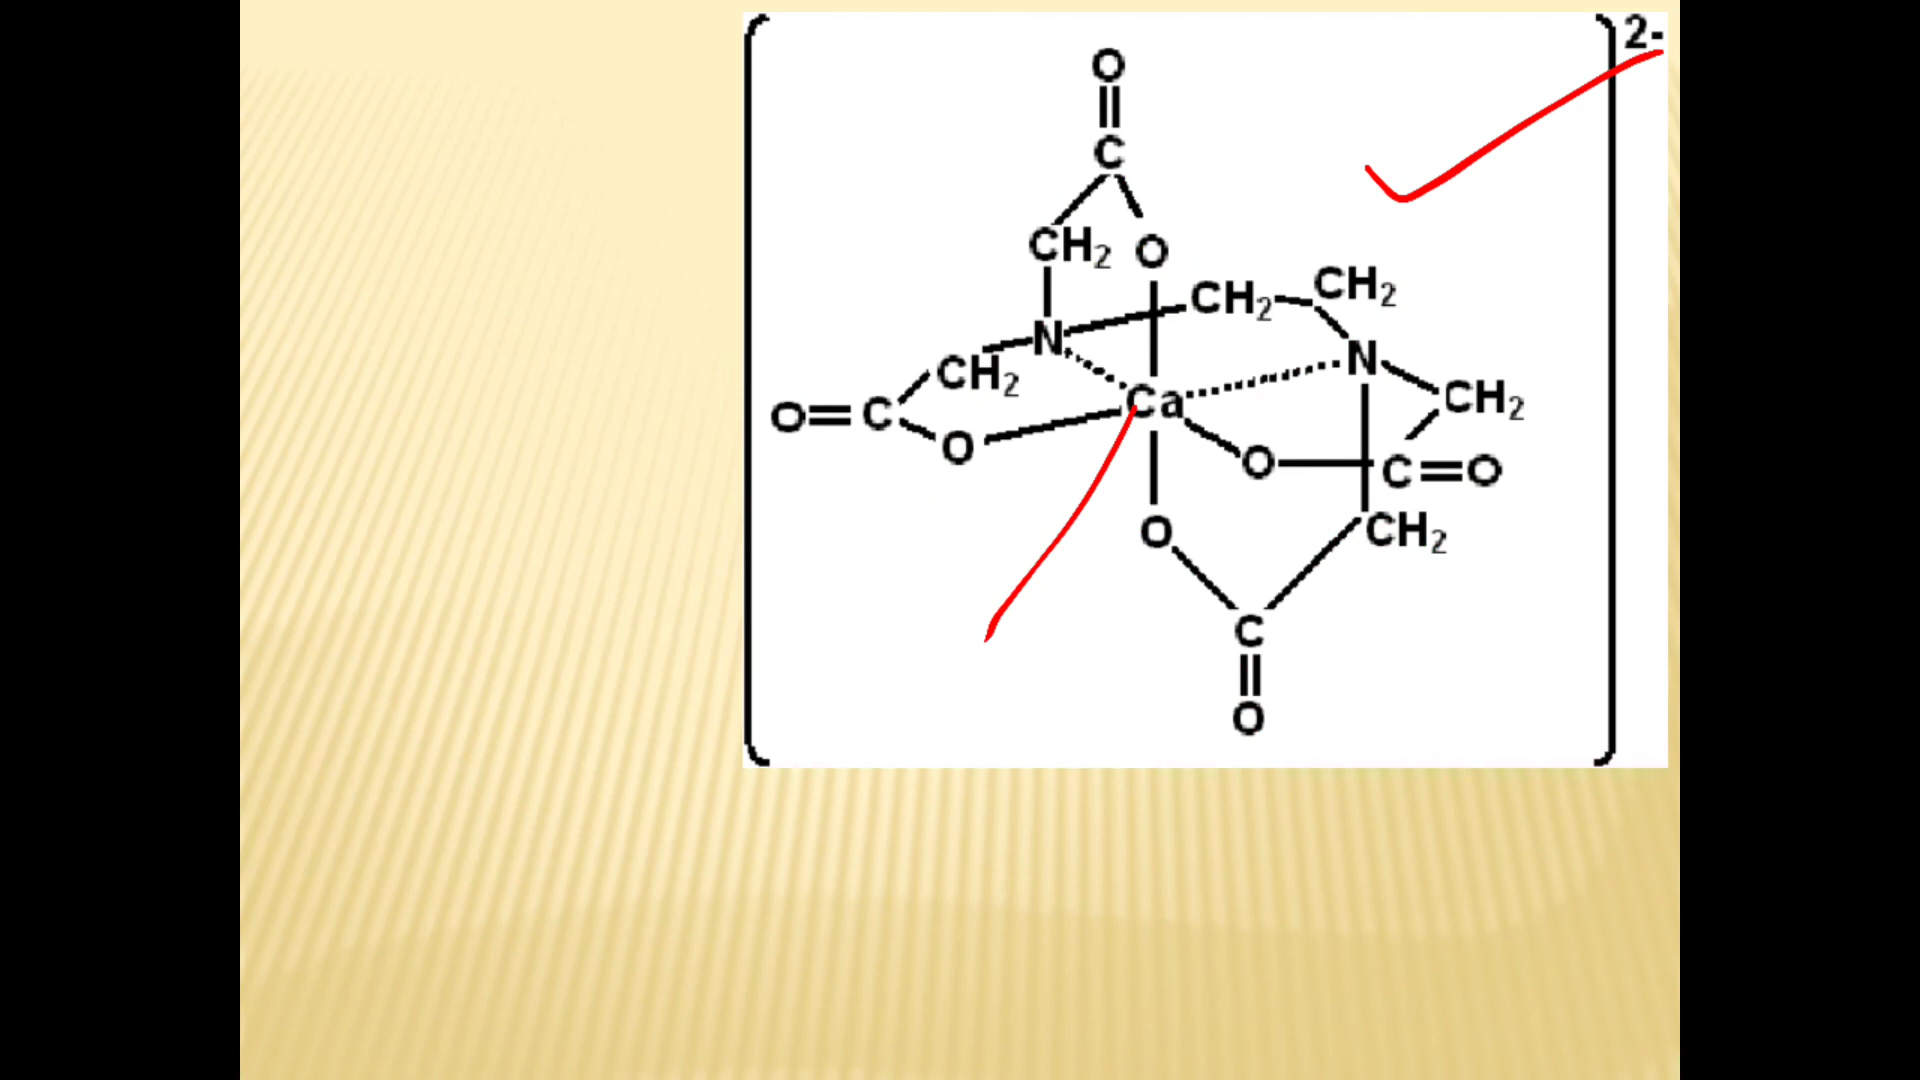 2-
O
C
CH2 O
CH2 CH2
N N
CH2 Ca CH2
O=C
O O C=O
O CH2
C
O